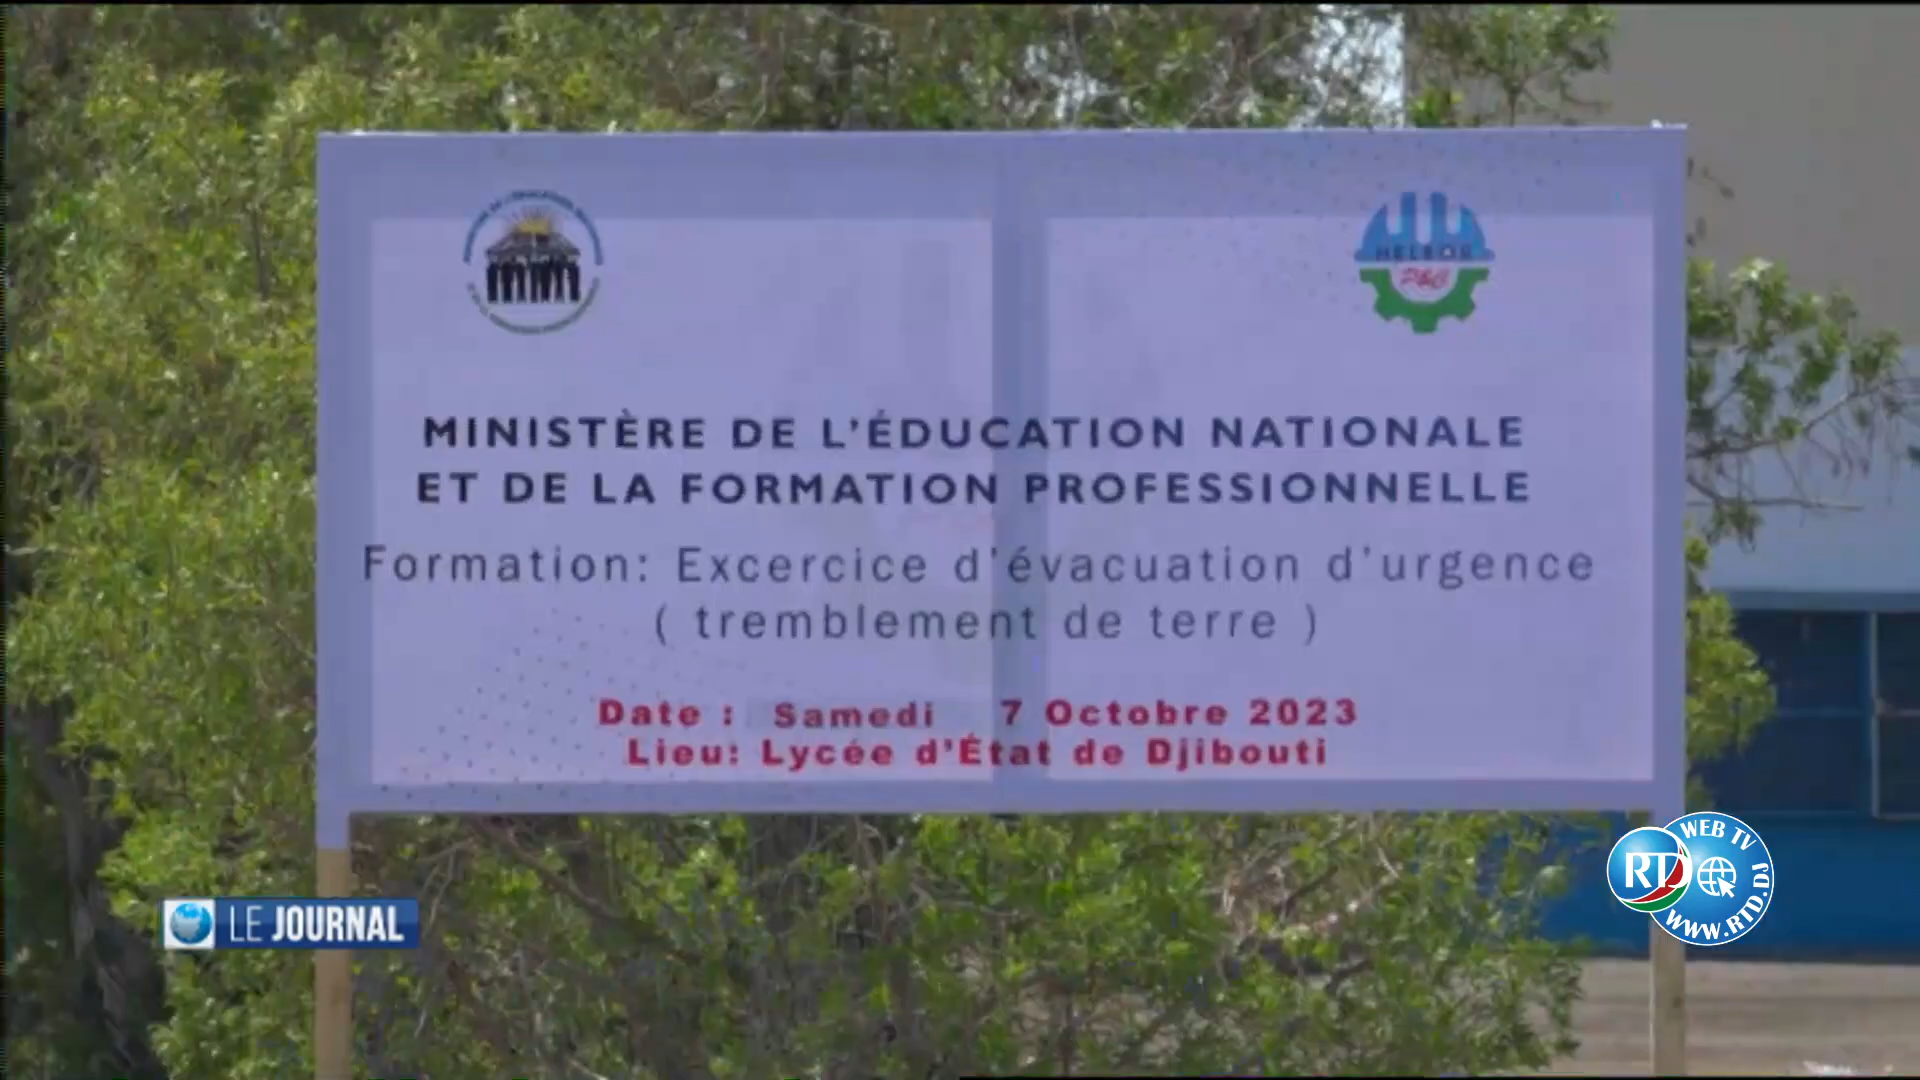 HELBOR
P&C
MINISTÈRE DE L'ÉDUCATION NATIONALE
ET DE LA FORMATION PROFESSIONNELLE
Formation: Excercice d'évacuation d'urgence
( tremblement de terre )
Date : Samedi 7 Octobre 2023
Lieu: Lycée d'État de Djibouti
LE JOURNAL
WEB TV
RTD
WWW.RTD.DJ